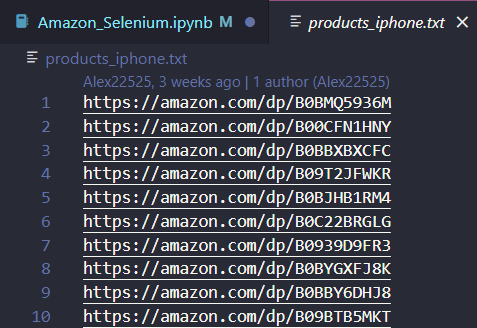 Amazon_Selenium.ipynb M
products_iphone.txt
products_iphone.txt
Alex22525, 3 weeks ago | 1 author (Alex22525)
1 https://amazon.com/dp/B0BMQ5936M
2 https://amazon.com/dp/B00CFN1HNY
3 https://amazon.com/dp/B0BBXBXCFC
4 https://amazon.com/dp/B09T2JFWKR
5 https://amazon.com/dp/B0BJHB1RM4
6 https://amazon.com/dp/B0C22BRGLG
7 https://amazon.com/dp/B0939D9FR3
8 https://amazon.com/dp/B0BYGXFJ8K
9 https://amazon.com/dp/B0BBY6DHJ8
10 https://amazon.com/dp/B09BTB5MKT